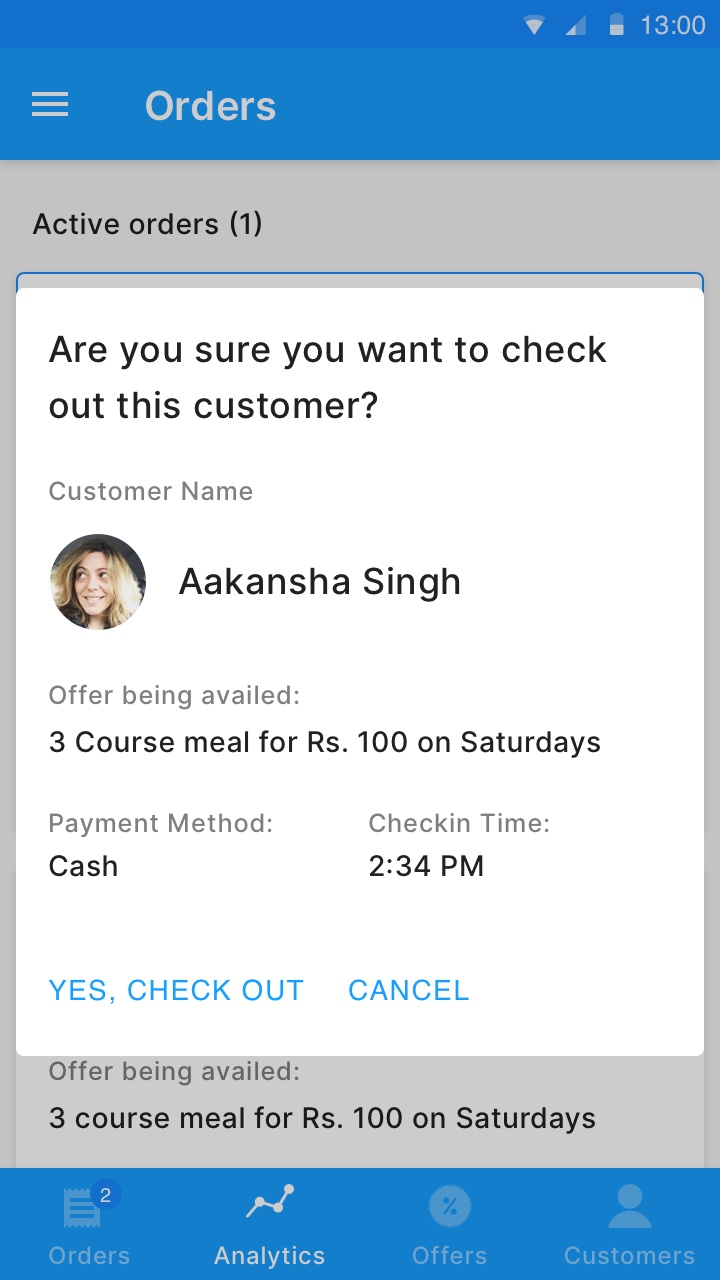 13:00
Orders
Active orders (1)
Are you sure you want to check
out this customer?
Customer Name
Aakansha Singh
Offer being availed:
3 Course meal for Rs. 100 on Saturdays
Payment Method: Checkin Time:
Cash 2:34 PM
YES, CHECK OUT CANCEL
Offer being availed:
3 course meal for Rs. 100 on Saturdays
2 %
Orders Analytics Offers Customers